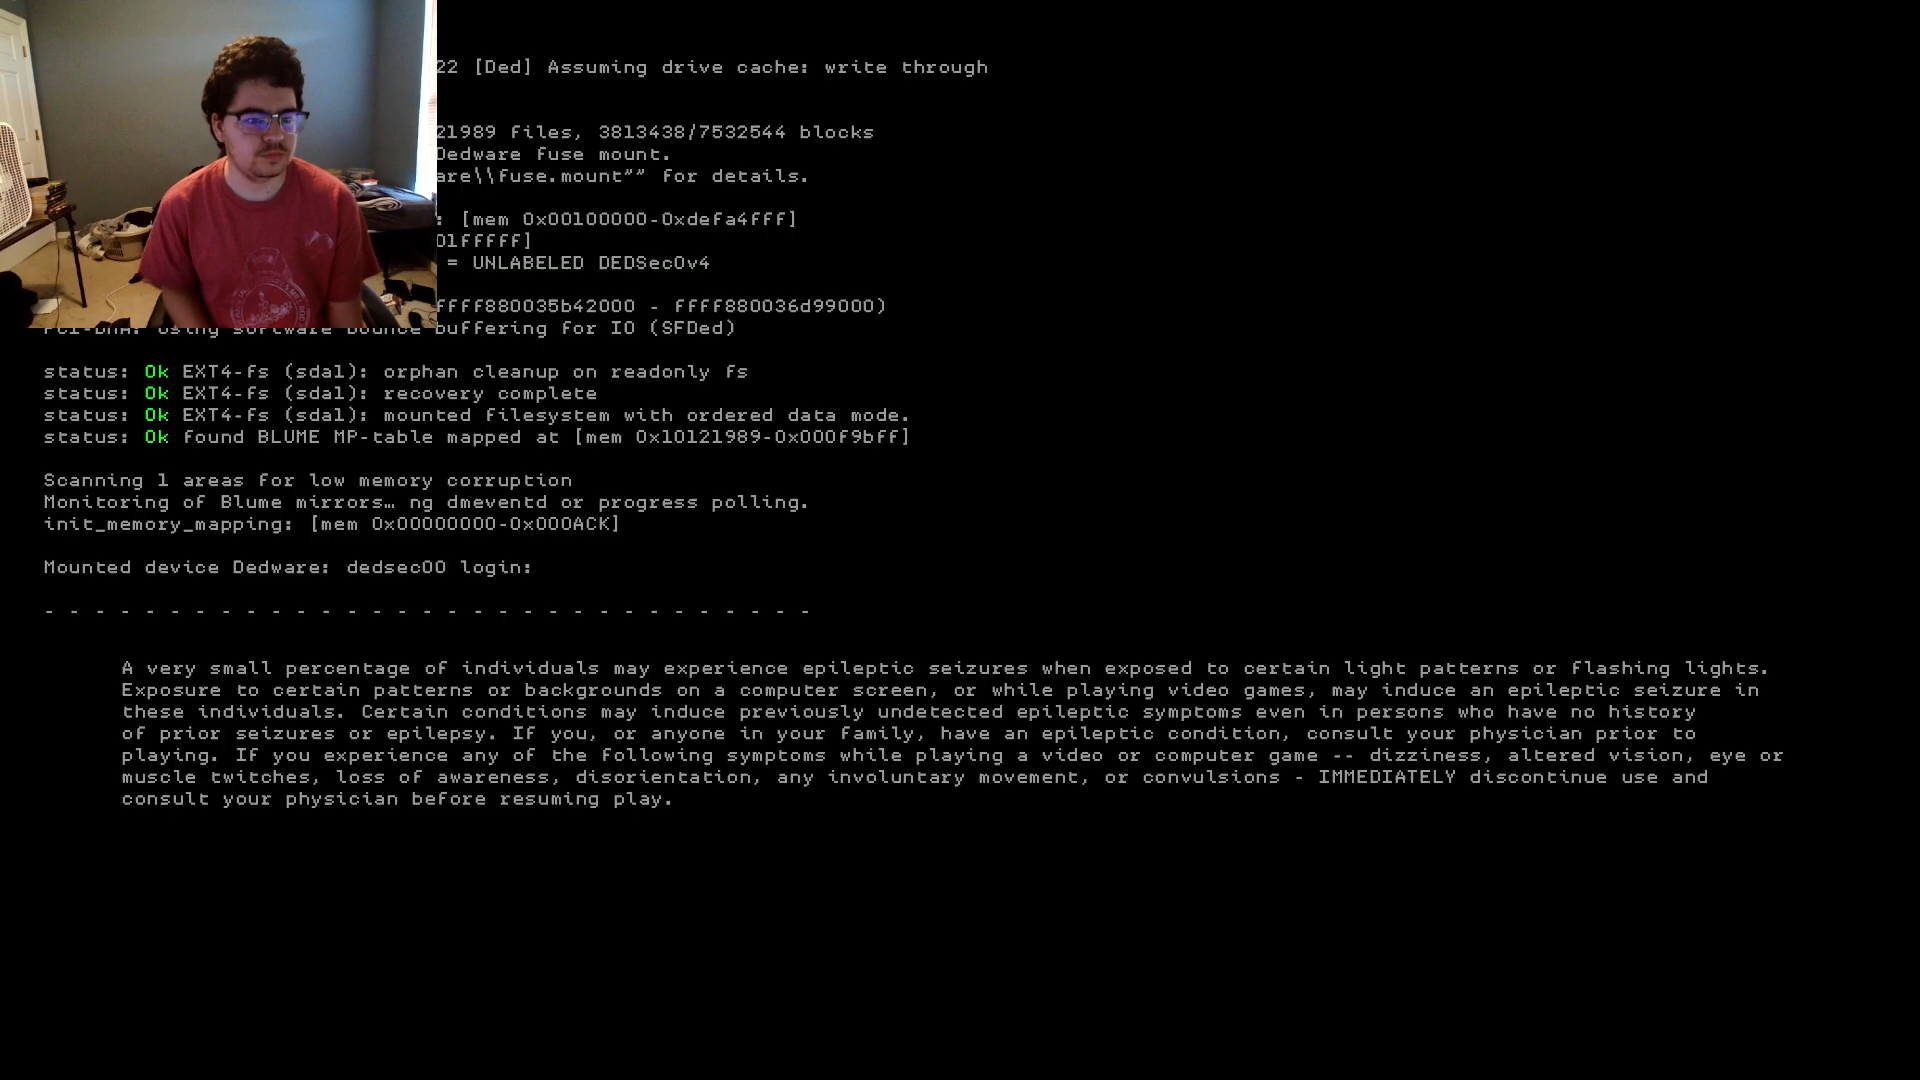 22 [Ded] Assuming drive cache: write through
21989 files, 3813438/7532544 blocks
Dedware fuse mount.
are\\fuse.mount"" for details.
: [mem 0x00100000-0xdefa4fff]
01fffff]
= UNLABELED DEDSec0v4
ffff880035b42000 - ffff880036d99000)
PCI-DMA: Using software bounce buffering for IO (SFDed)
status: Ok EXT4-fs (sda1): orphan cleanup on readonly fs
status: Ok EXT4-fs (sda1): recovery complete
status: Ok EXT4-fs (sda1): mounted filesystem with ordered data mode.
status: Ok found BLUME MP-table mapped at [mem 0x10121989-0x000f9bff]
Scanning 1 areas for low memory corruption
Monitoring of Blume mirrors… ng dmeventd or progress polling.
init_memory_mapping: [mem 0x00000000-0x000ACK]
Mounted device Dedware: dedsec00 login:
- - - - - - - - - - - - - - - - - - - - - - - - - - - - - - -
A very small percentage of individuals may experience epileptic seizures when exposed to certain light patterns or flashing lights.
Exposure to certain patterns or backgrounds on a computer screen, or while playing video games, may induce an epileptic seizure in
these individuals. Certain conditions may induce previously undetected epileptic symptoms even in persons who have no history
of prior seizures or epilepsy. If you, or anyone in your family, have an epileptic condition, consult your physician prior to
playing. If you experience any of the following symptoms while playing a video or computer game -- dizziness, altered vision, eye or
muscle twitches, loss of awareness, disorientation, any involuntary movement, or convulsions - IMMEDIATELY discontinue use and
consult your physician before resuming play.